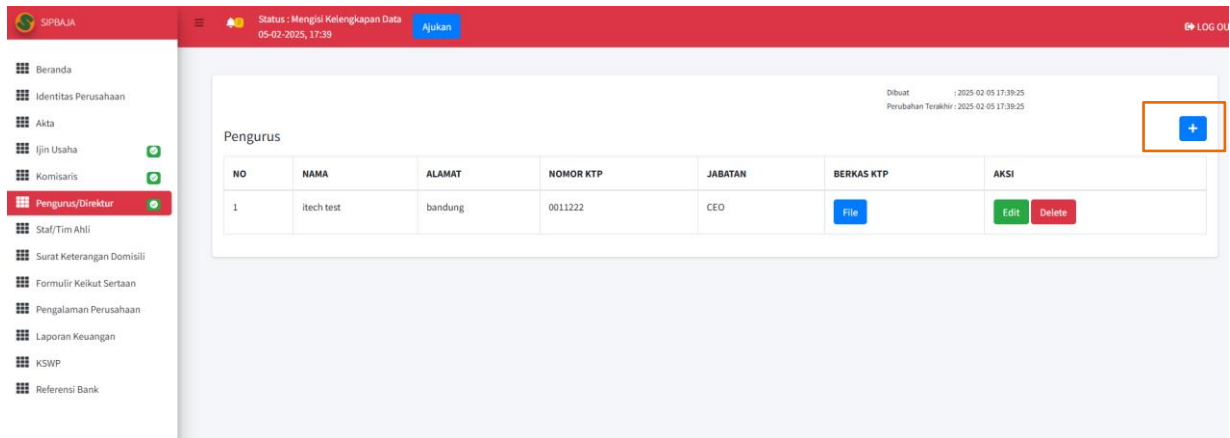 SIPBAJA
Status : Mengisi Kelengkapan Data
05-02-2025, 17:39
Ajukan
LOG OU
Beranda
Identitas Perusahaan
Akta
Ijin Usaha
Komisaris
Pengurus/Direktur
Staf/Tim Ahli
Surat Keterangan Domisili
Formulir Keikut Sertaan
Pengalaman Perusahaan
Laporan Keuangan
KSWP
Referensi Bank
Dibuat : 2025-02-05 17:39:25
Perubahan Terakhir : 2025-02-05 17:39:25
+
Pengurus
NO NAMA ALAMAT NOMOR KTP JABATAN BERKAS KTP AKSI
1 itech test bandung 0011222 CEO File Edit Delete